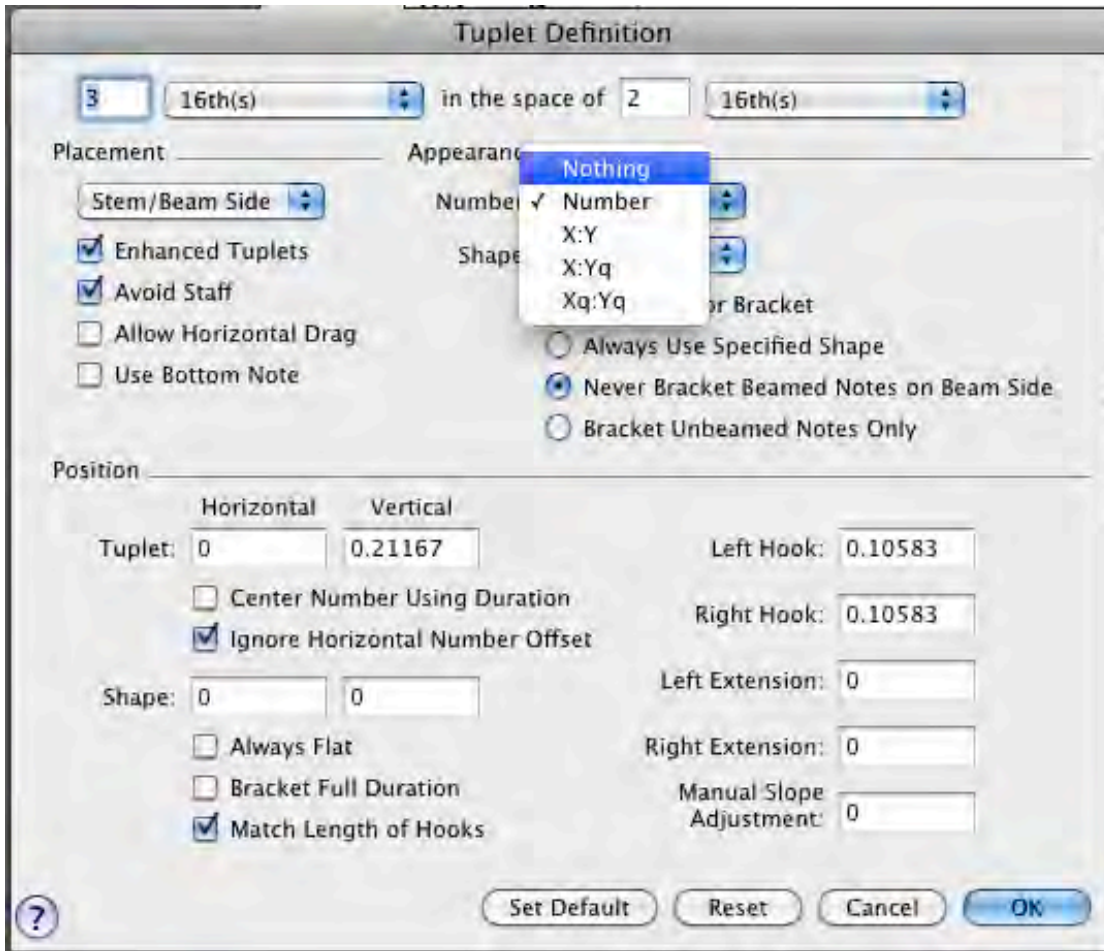 Tuplet Definition
3 16th(s) in the space of 2 16th(s)
Placement
Stem/Beam Side
Enhanced Tuplets
Avoid Staff
Allow Horizontal Drag
Use Bottom Note
Appearanc
Number
Nothing
✓ Number
X:Y
X:Yq
Xq:Yq
Shape
or Bracket
Always Use Specified Shape
Never Bracket Beamed Notes on Beam Side
Bracket Unbeamed Notes Only
Position
Horizontal Vertical
Tuplet: 0 0.21167
Center Number Using Duration
Ignore Horizontal Number Offset
Shape: 0 0
Always Flat
Bracket Full Duration
Match Length of Hooks
Left Hook: 0.10583
Right Hook: 0.10583
Left Extension: 0
Right Extension: 0
Manual Slope
Adjustment: 0
? Set Default Reset Cancel OK